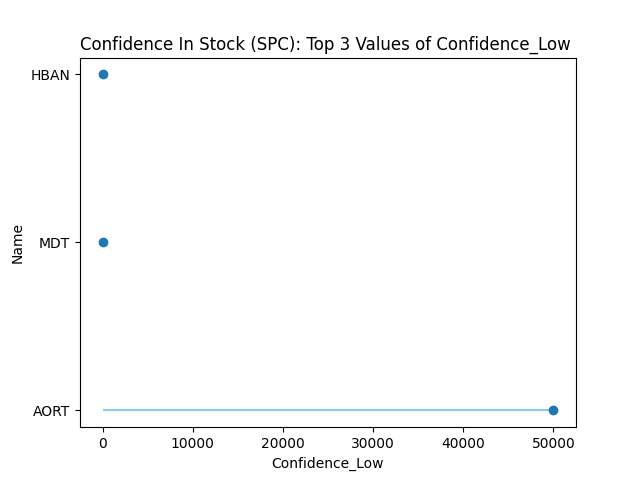 Confidence In Stock (SPC): Top 3 Values of Confidence_Low
HBAN
MDT
AORT
Name
0 10000 20000 30000 40000 50000
Confidence_Low